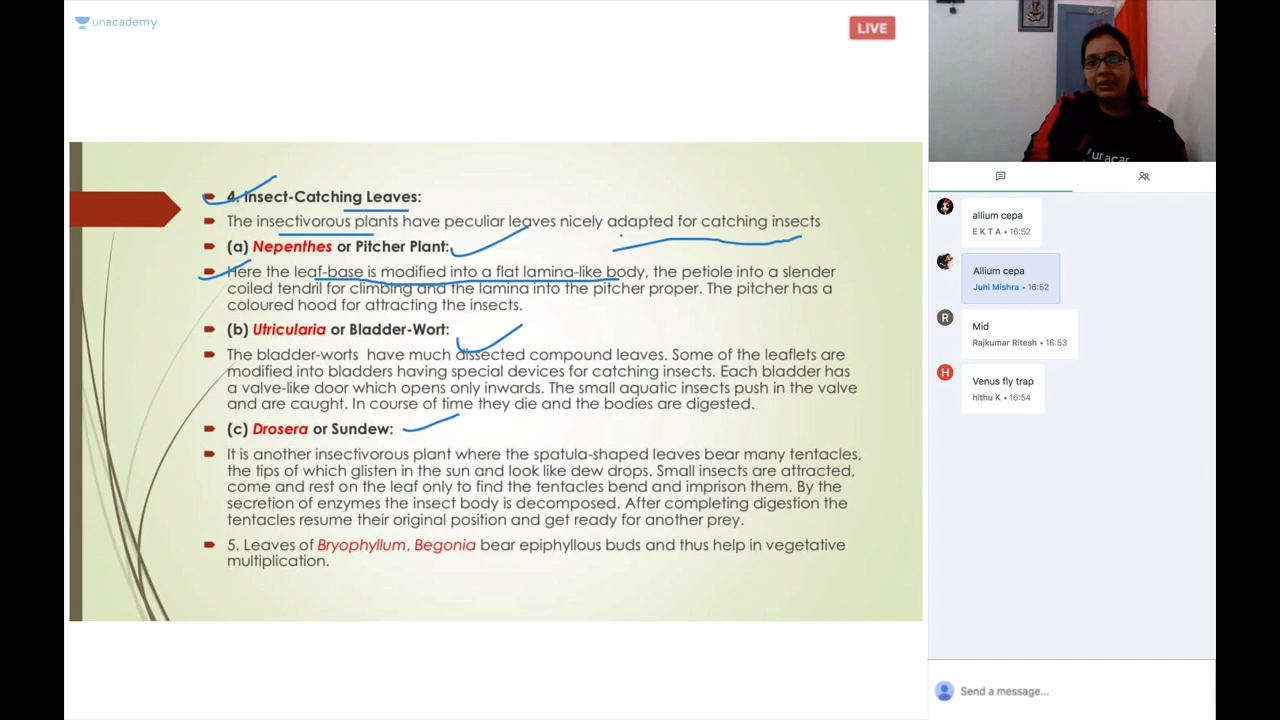 unacademy
LIVE
4. Insect-Catching Leaves:
The insectivorous plants have peculiar leaves nicely adapted for catching insects
(a) Nepenthes or Pitcher Plant:
Here the leaf-base is modified into a flat lamina-like body, the petiole into a slender
coiled tendril for climbing and the lamina into the pitcher proper. The pitcher has a
coloured hood for attracting the insects.
(b) Utricularia or Bladder-Wort:
The bladder-worts have much dissected compound leaves. Some of the leaflets are
modified into bladders having special devices for catching insects. Each bladder has
a valve-like door which opens only inwards. The small aquatic insects push in the valve
and are caught. In course of time they die and the bodies are digested.
(c) Drosera or Sundew:
It is another insectivorous plant where the spatula-shaped leaves bear many tentacles,
the tips of which glisten in the sun and look like dew drops. Small insects are attracted,
come and rest on the leaf only to find the tentacles bend and imprison them. By the
secretion of enzymes the insect body is decomposed. After completing digestion the
tentacles resume their original position and get ready for another prey.
5. Leaves of Bryophyllum, Begonia bear epiphyllous buds and thus help in vegetative
multiplication.
allium cepa
E K T A • 16:52
Allium cepa
Juhi Mishra • 16:52
R
Mid
Rajkumar Ritesh • 16:53
H
Venus fly trap
hithu K • 16:54
Send a message...